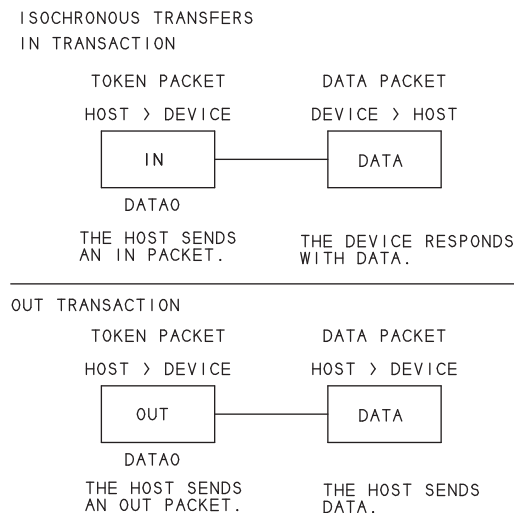 ISOCHRONOUS TRANSFERS
IN TRANSACTION
TOKEN PACKET
DATA PACKET
HOST > DEVICE
DEVICE > HOST
IN
DATA
DATA0
THE HOST SENDS
AN IN PACKET.
THE DEVICE RESPONDS
WITH DATA.
OUT TRANSACTION
TOKEN PACKET
DATA PACKET
HOST > DEVICE
HOST > DEVICE
OUT
DATA
DATA0
THE HOST SENDS
AN OUT PACKET.
THE HOST SENDS
DATA.